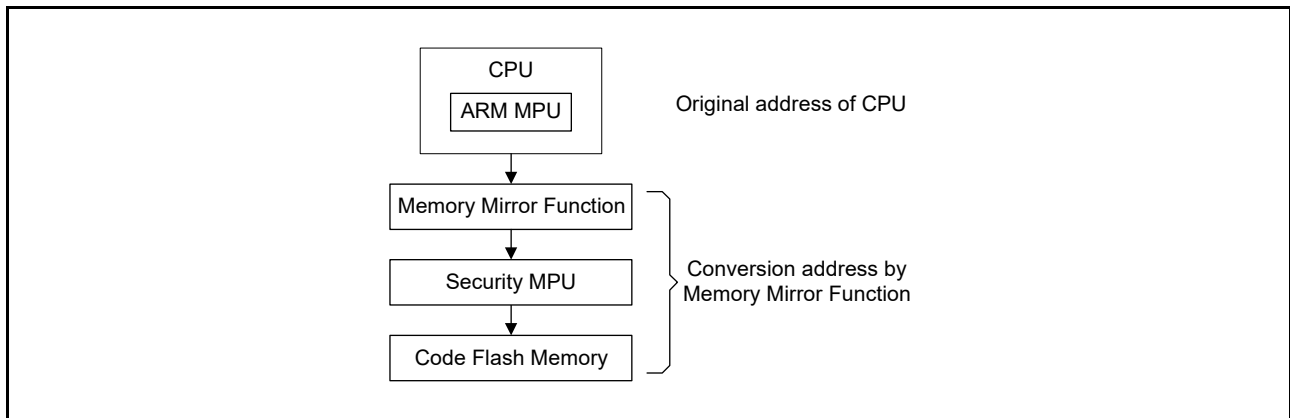 CPU
ARM MPU
Original address of CPU
Memory Mirror Function
Security MPU
Conversion address by
Memory Mirror Function
Code Flash Memory